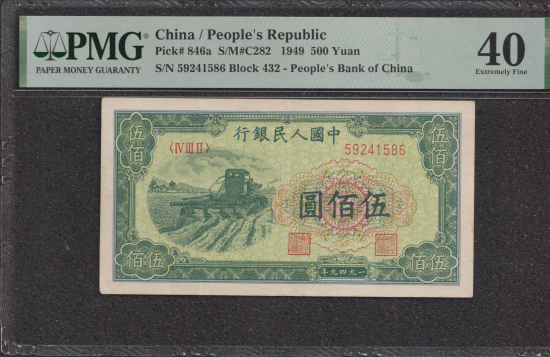 PMG
PAPER MONEY GUARANTY
China / People's Republic
Pick# 846a S/M#C282 1949 500 Yuan
S/N 59241586 Block 432 - People's Bank of China
40
Extremely Fine
行銀民人國中
伍佰
〈IV III II〉
59241586
圓佰伍
伍佰
伍佰
年九四九一